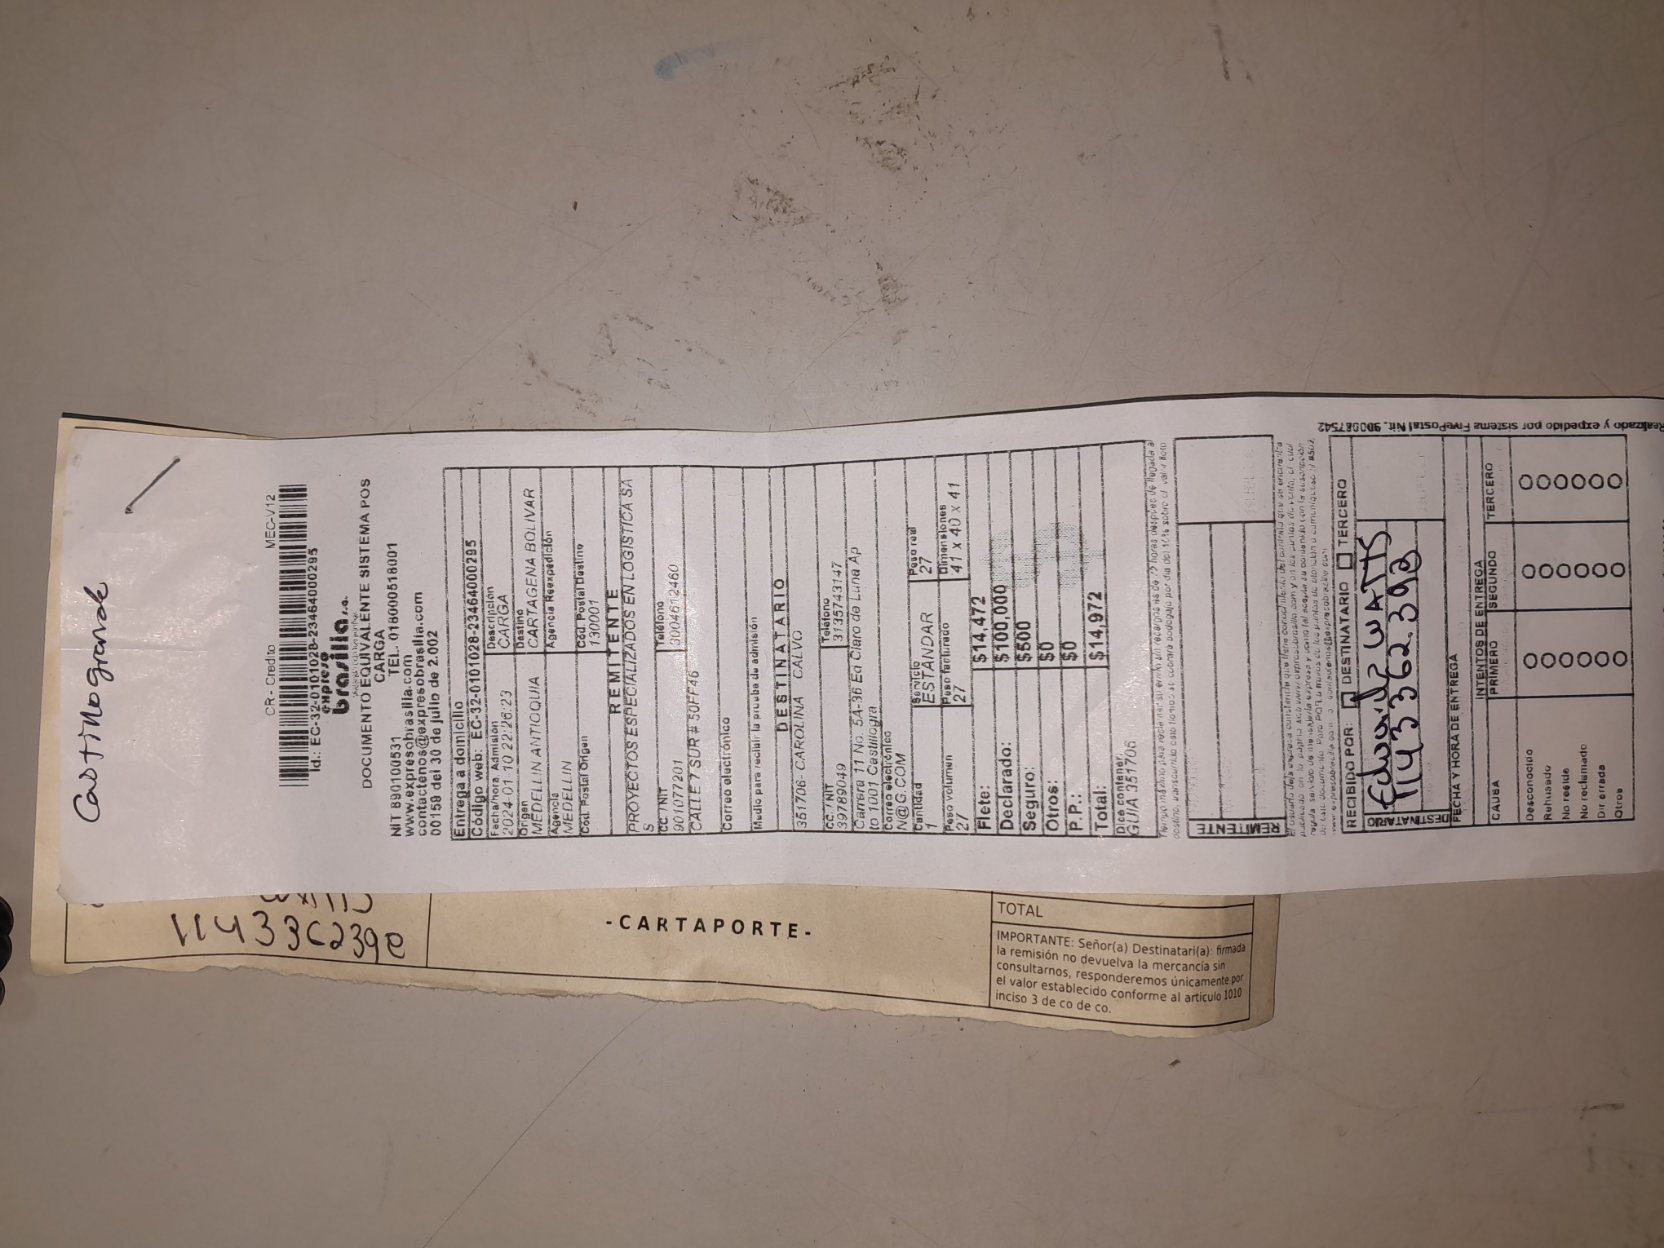 Castillogrande
CR - Credito MEC-V12
Id.: EC-32-0101028-23464000295
expreso
brasilia s.a.
DOCUMENTO EQUIVALENTE SISTEMA POS
CARGA
NIT 8901005​31 TEL. 018000518001
www.expresobrasilia.com
contactenos@expresobrasilia.com
00159 del 30 de julio de 2.002
Entrega a domicilio
Código web: EC-32-0101028-23464000295
Fecha/hora Admisión Descripción
2024-01-10 22:26:23 CARGA
Origen Destino
MEDELLIN ANTIOQUIA CARTAGENA BOLIVAR
Agencia Agencia Reexpedición
MEDELLIN
Cód. Postal Origen Cód. Postal Destino
130001
REMITENTE
PROYECTOS ESPECIALIZADOS EN LOGISTICA SA
S
CC / NIT Teléfono
901077201 3004612460
CALLE 7 SUR # 50FF46
Correo electrónico
Medio para recibir la prueba de admisión
DESTINATARIO
351706- CAROLINA CALVO
CC / NIT Teléfono
39789049 3135743147
Carrera 11 No. 5A-36 Ed Claro de Luna Ap
to 1001 Castillogra
Correo electrónico
N@G.COM
Cantidad Servicio Peso real
1 ESTANDAR 27
Peso volumen Peso facturado Dimensiones
27 27 41 x 40 x 41
Flete: $14,472
Declarado: $100,000
Seguro: $500
Otros: $0
P.P.: $0
Total: $14,972
Dice contener:
GUIA 351706
REMITENTE
RECIBIDO POR: DESTINATARIO TERCERO
DESTINATARIO
Eduardo WATTS
1143362392
FECHA Y HORA DE ENTREGA
INTENTOS DE ENTREGA
CAUSA PRIMERO SEGUNDO TERCERO
Desconocido
Rehusado
No reside
No reclamado
Dir errada
Otros
Realizado y expedido por sistema FivePostal Nit. 900087542
-CARTAPORTE-
TOTAL
IMPORTANTE: Señor(a) Destinatari(a): firmada
la remisión no devuelva la mercancía sin
consultarnos, responderemos únicamente por
el valor establecido conforme al articulo 1010
inciso 3 de co de co.